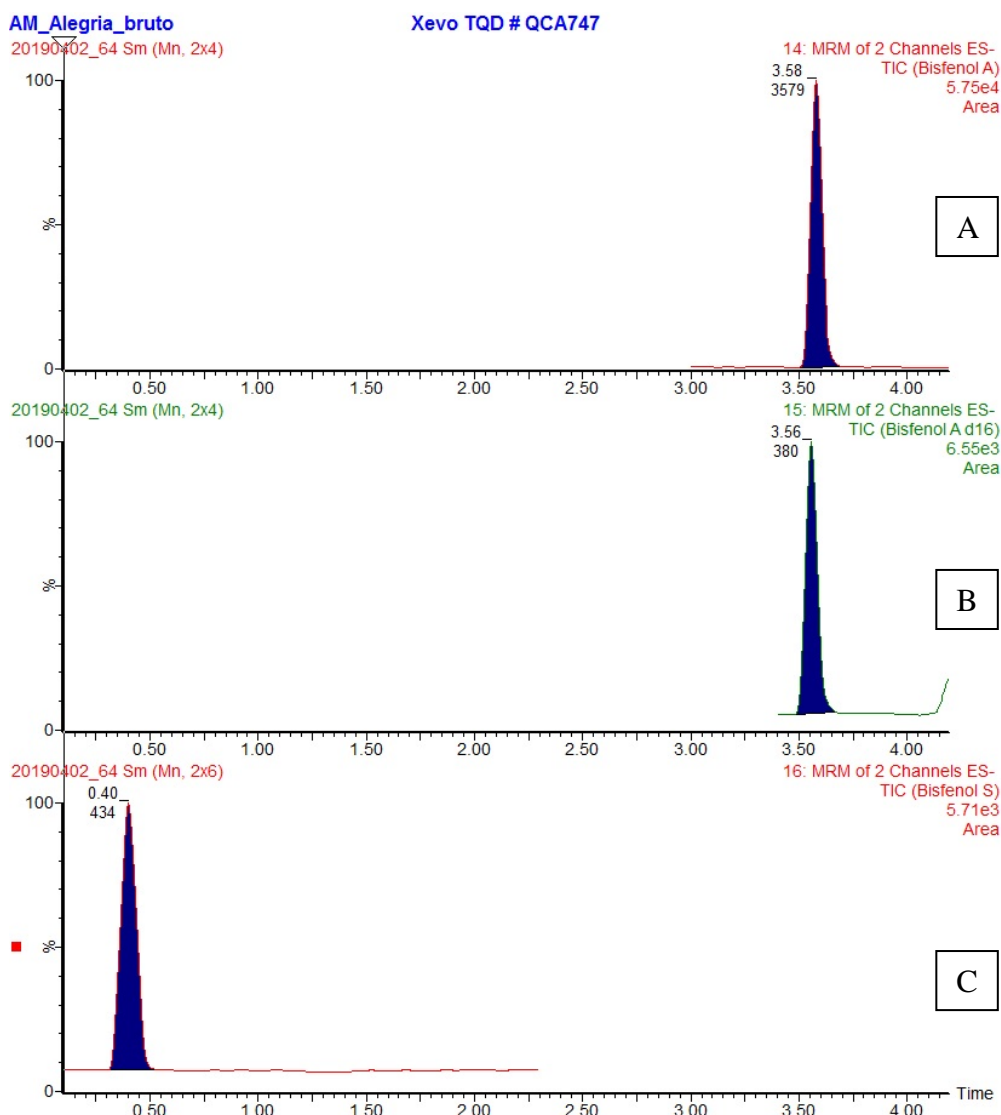 AM_Alegria_bruto Xevo TQD # QCA747
20190402_64 Sm (Mn, 2x4) 14: MRM of 2 Channels ES-
TIC (Bisfenol A)
5.75e4
Area
100
3.58
3579
%
A
0
0.50 1.00 1.50 2.00 2.50 3.00 3.50 4.00
20190402_64 Sm (Mn, 2x4) 15: MRM of 2 Channels ES-
TIC (Bisfenol A d16)
6.55e3
Area
100
3.56
380
%
B
0
0.50 1.00 1.50 2.00 2.50 3.00 3.50 4.00
20190402_64 Sm (Mn, 2x6) 16: MRM of 2 Channels ES-
TIC (Bisfenol S)
5.71e3
Area
100
0.40
434
%
C
0
0.50 1.00 1.50 2.00 2.50 3.00 3.50 4.00 Time